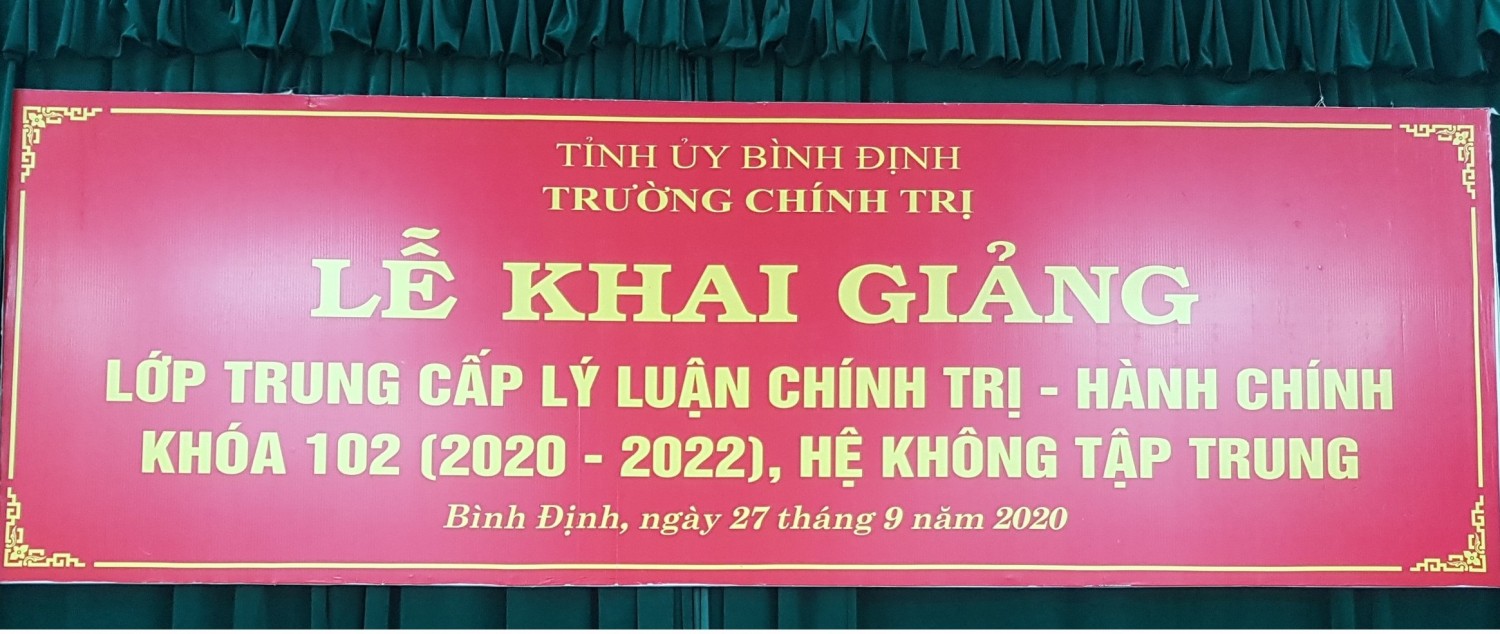 TỈNH ỦY BÌNH ĐỊNH
TRƯỜNG CHÍNH TRỊ
LỄ KHAI GIẢNG
LỚP TRUNG CẤP LÝ LUẬN CHÍNH TRỊ - HÀNH CHÍNH
KHÓA 102 (2020 - 2022), HỆ KHÔNG TẬP TRUNG
Bình Định, ngày 27 tháng 9 năm 2020